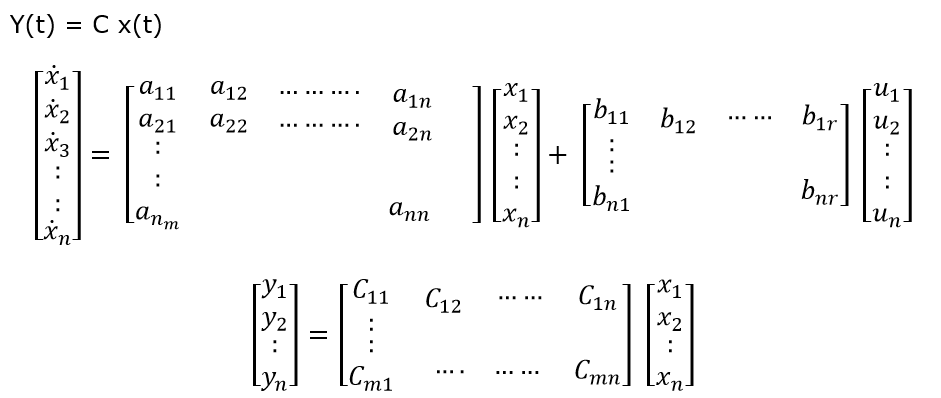 Y(t) = C x(t)
[ẋ₁ ẋ₂ ẋ₃ ⋮ ⋮ ẋₙ] = [a₁₁ a₁₂ ………. a₁ₙ a₂₁ a₂₂ ………. a₂ₙ ⋮ ⋮ aₙₘ aₙₙ] [x₁ x₂ ⋮ ⋮ xₙ] + [b₁₁ b₁₂ …… b₁ᵣ ⋮ ⋮ bₙ₁ bₙᵣ] [u₁ u₂ ⋮ ⋮ uₙ]
[y₁ y₂ ⋮ yₙ] = [C₁₁ C₁₂ …… C₁ₙ ⋮ ⋮ Cₘ₁ …. …… Cₘₙ] [x₁ x₂ ⋮ xₙ]